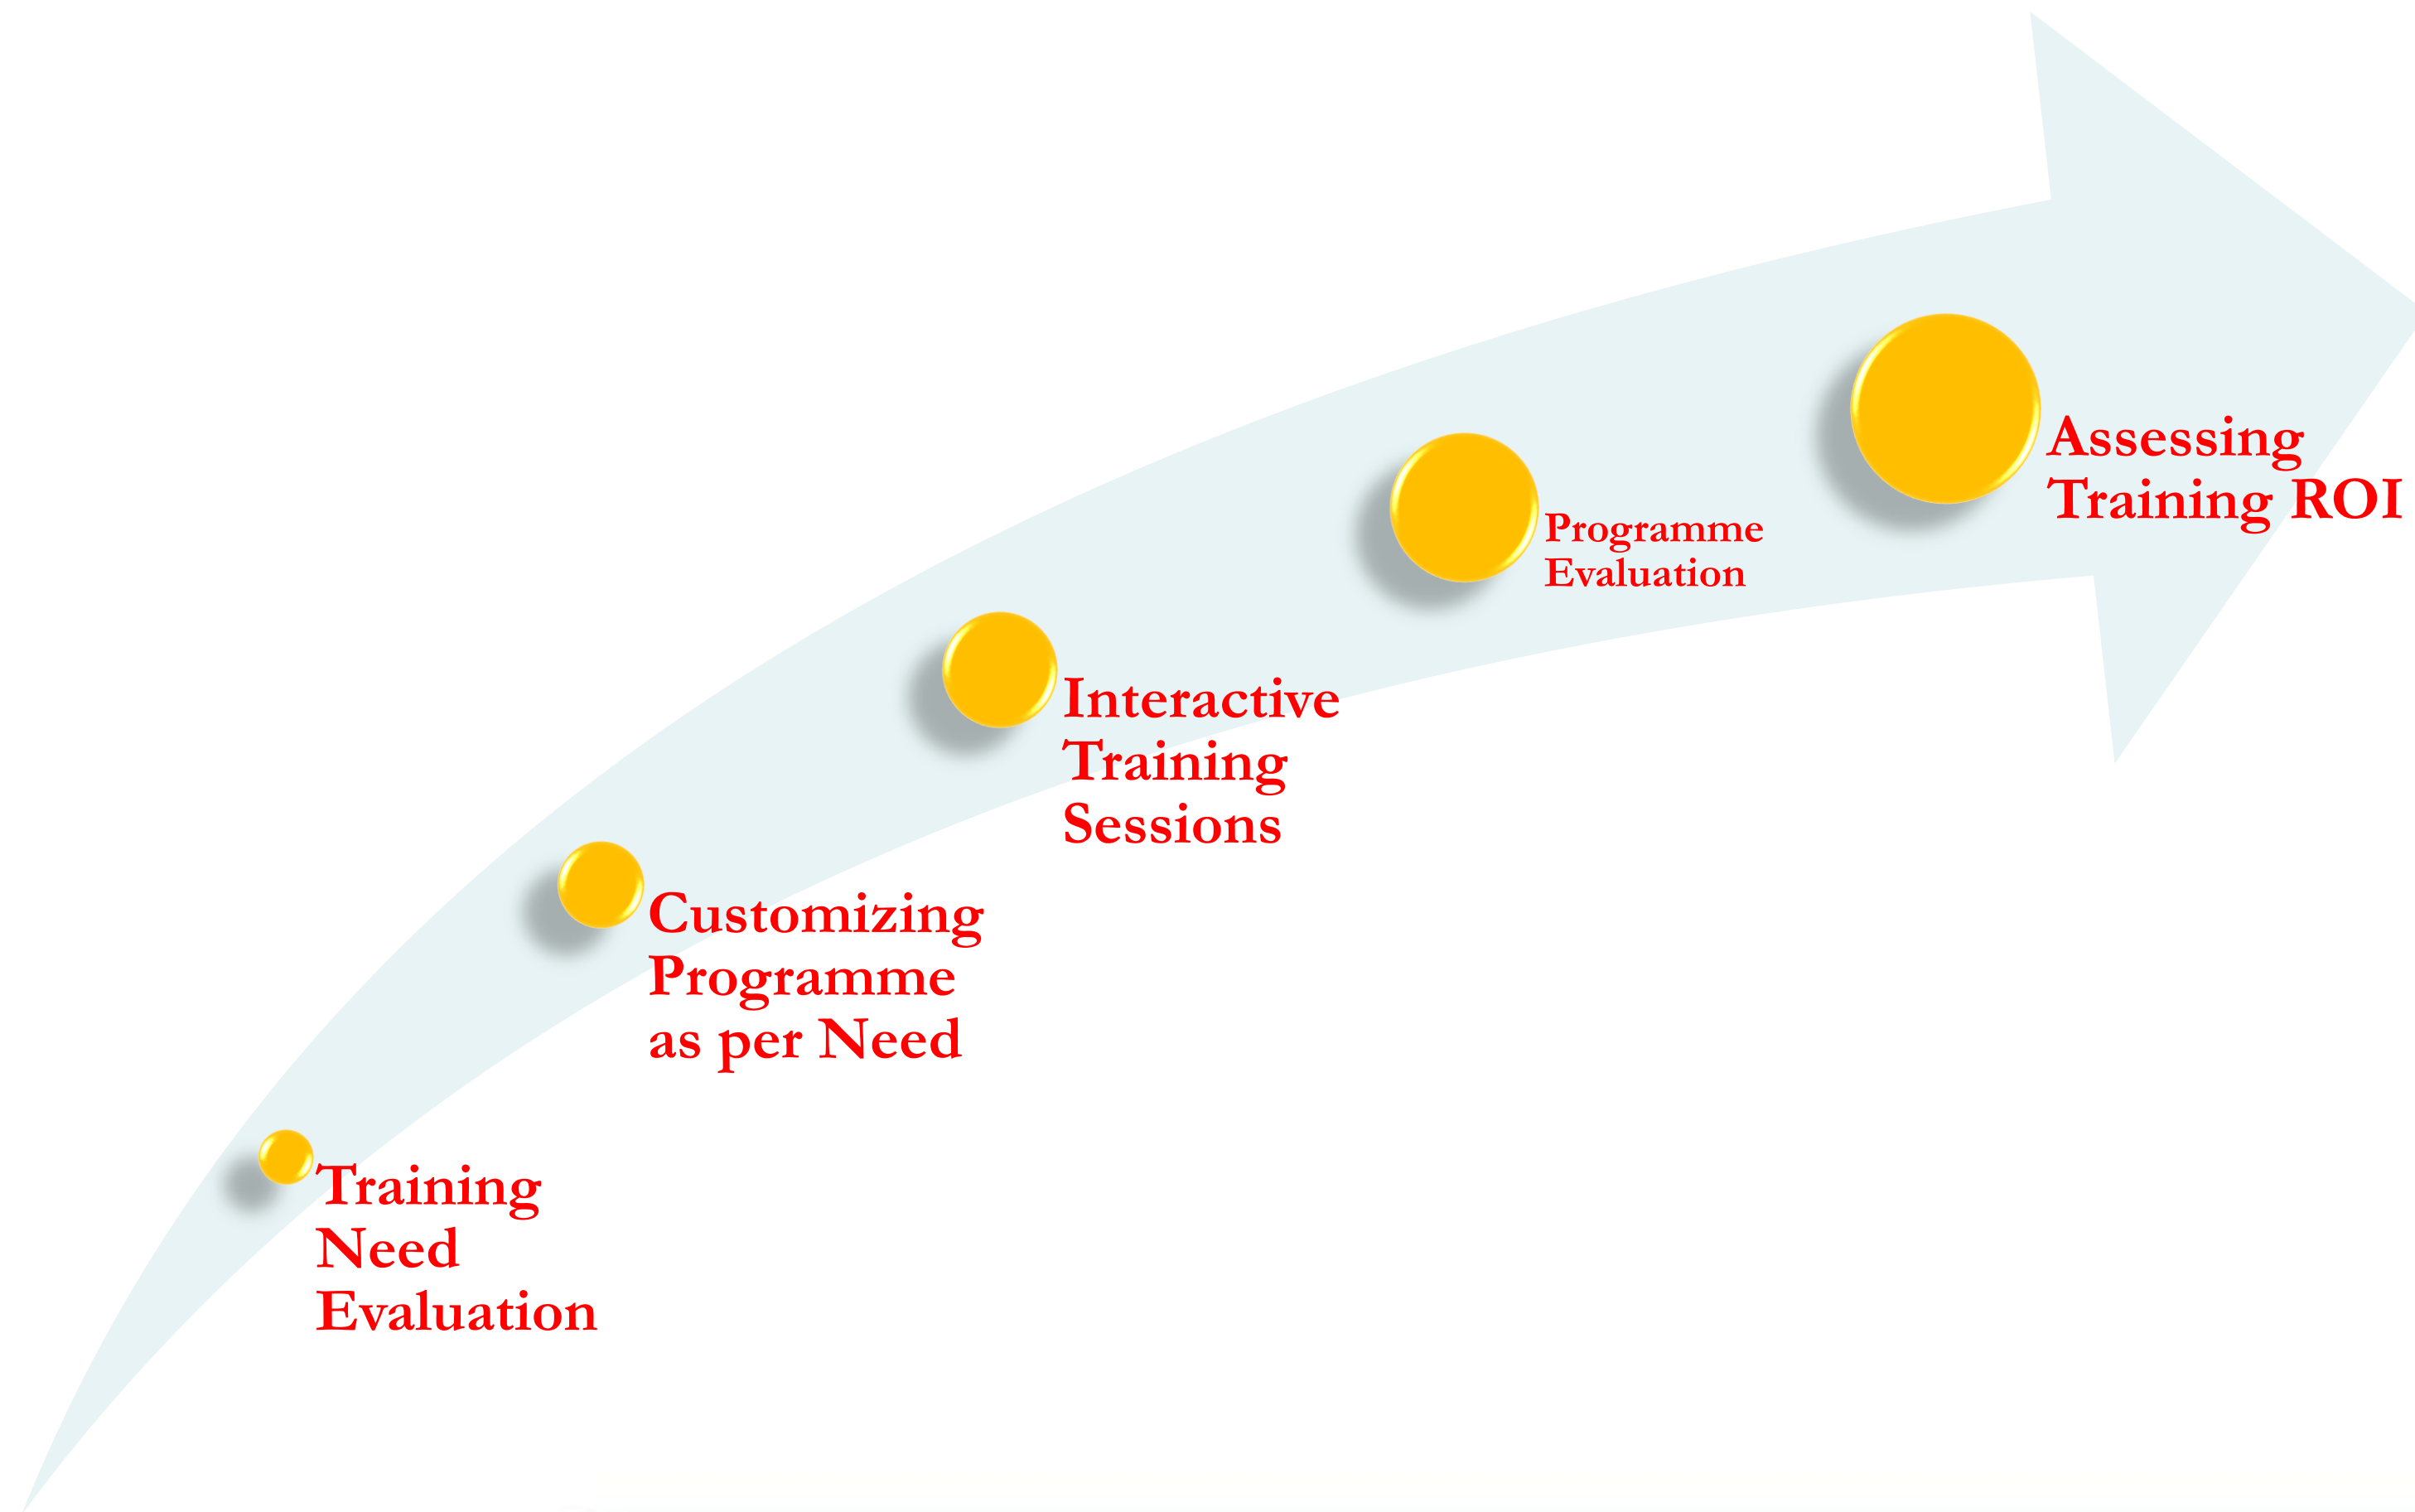 Training
Need
Evaluation
Customizing
Programme
as per Need
Interactive
Training
Sessions
Programme
Evaluation
Assessing
Training ROI